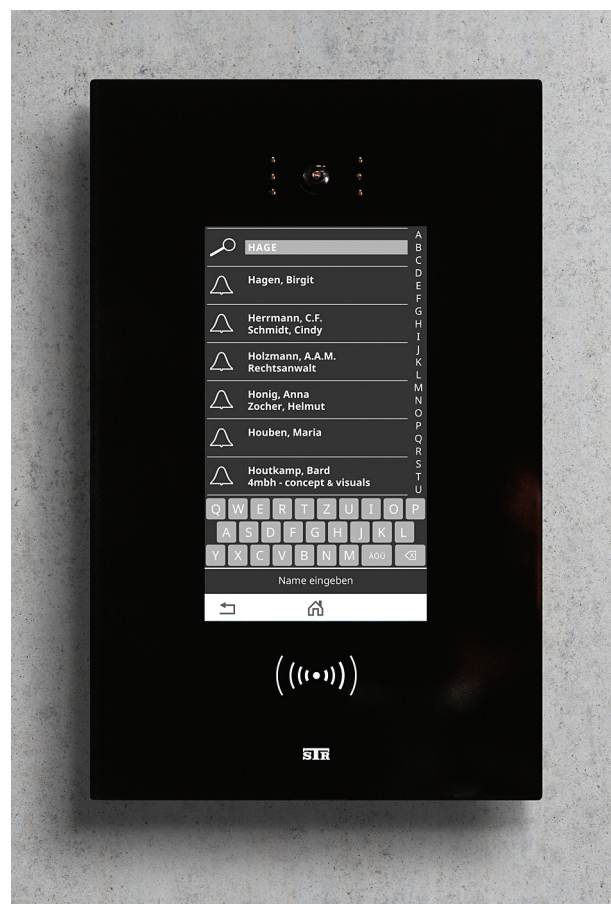 HAGE
Hagen, Birgit
Herrmann, C.F.
Schmidt, Cindy
Holzmann, A.A.M.
Rechtsanwalt
Honig, Anna
Zocher, Helmut
Houben, Maria
Houtkamp, Bard
4mbh - concept & visuals
A
B
C
D
E
F
G
H
I
J
K
L
M
N
O
P
Q
R
S
T
U
Q W E R T Z U I O P
A S D F G H J K L
Y X C V B N M ÄÖÜ
Name eingeben
STR